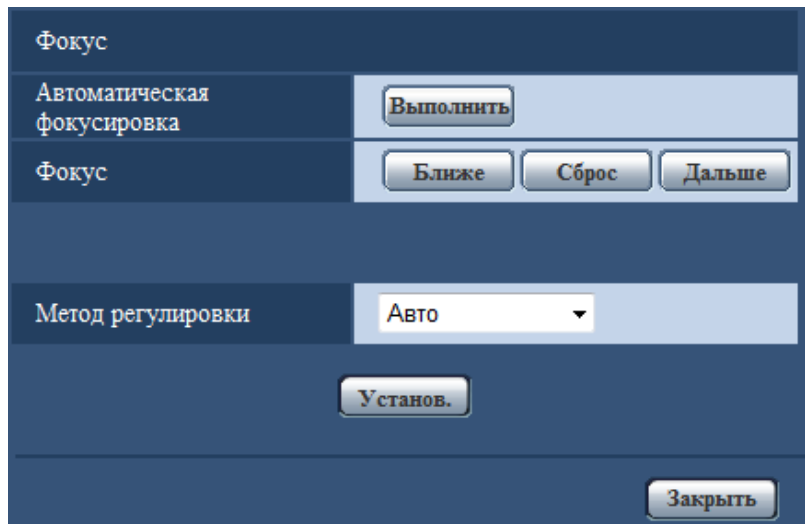 Фокус
Автоматическая
фокусировка
Выполнить
Фокус
Ближе Сброс Дальше
Метод регулировки
Авто
Установ.
Закрыть